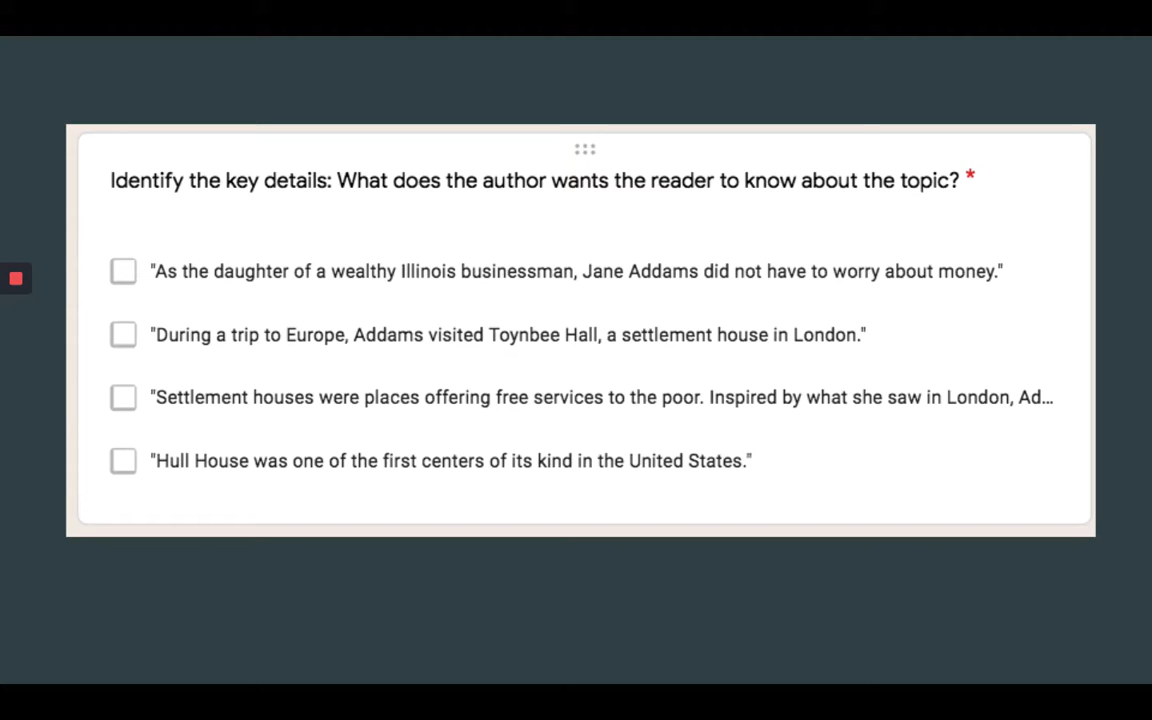 Identify the key details: What does the author wants the reader to know about the topic? *
"As the daughter of a wealthy Illinois businessman, Jane Addams did not have to worry about money."
"During a trip to Europe, Addams visited Toynbee Hall, a settlement house in London."
"Settlement houses were places offering free services to the poor. Inspired by what she saw in London, Ad...
"Hull House was one of the first centers of its kind in the United States."